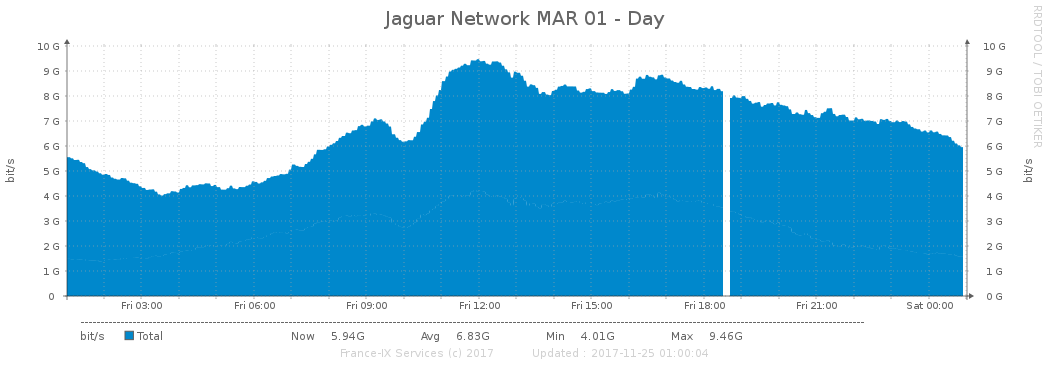 Jaguar Network MAR 01 - Day
RRDTOOL / TOBI OETIKER
bit/s
10 G
9 G
8 G
7 G
6 G
5 G
4 G
3 G
2 G
1 G
0
10 G
9 G
8 G
7 G
6 G
5 G
4 G
3 G
2 G
1 G
0 G
bit/s
Fri 03:00 Fri 06:00 Fri 09:00 Fri 12:00 Fri 15:00 Fri 18:00 Fri 21:00 Sat 00:00
bit/s Total Now 5.94G Avg 6.83G Min 4.01G Max 9.46G
France-IX Services (c) 2017 Updated : 2017-11-25 01:00:04